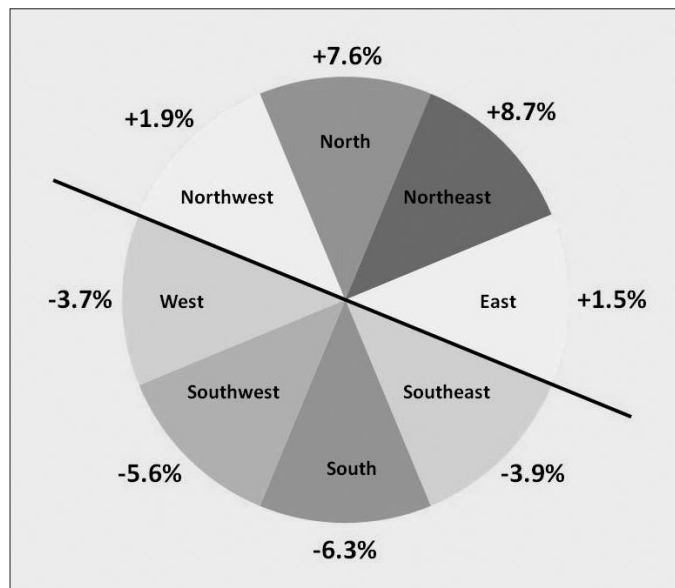 +7.6%
+1.9%
+8.7%
North
Northwest
Northeast
-3.7%
West
East
+1.5%
Southwest
Southeast
South
-5.6%
-3.9%
-6.3%